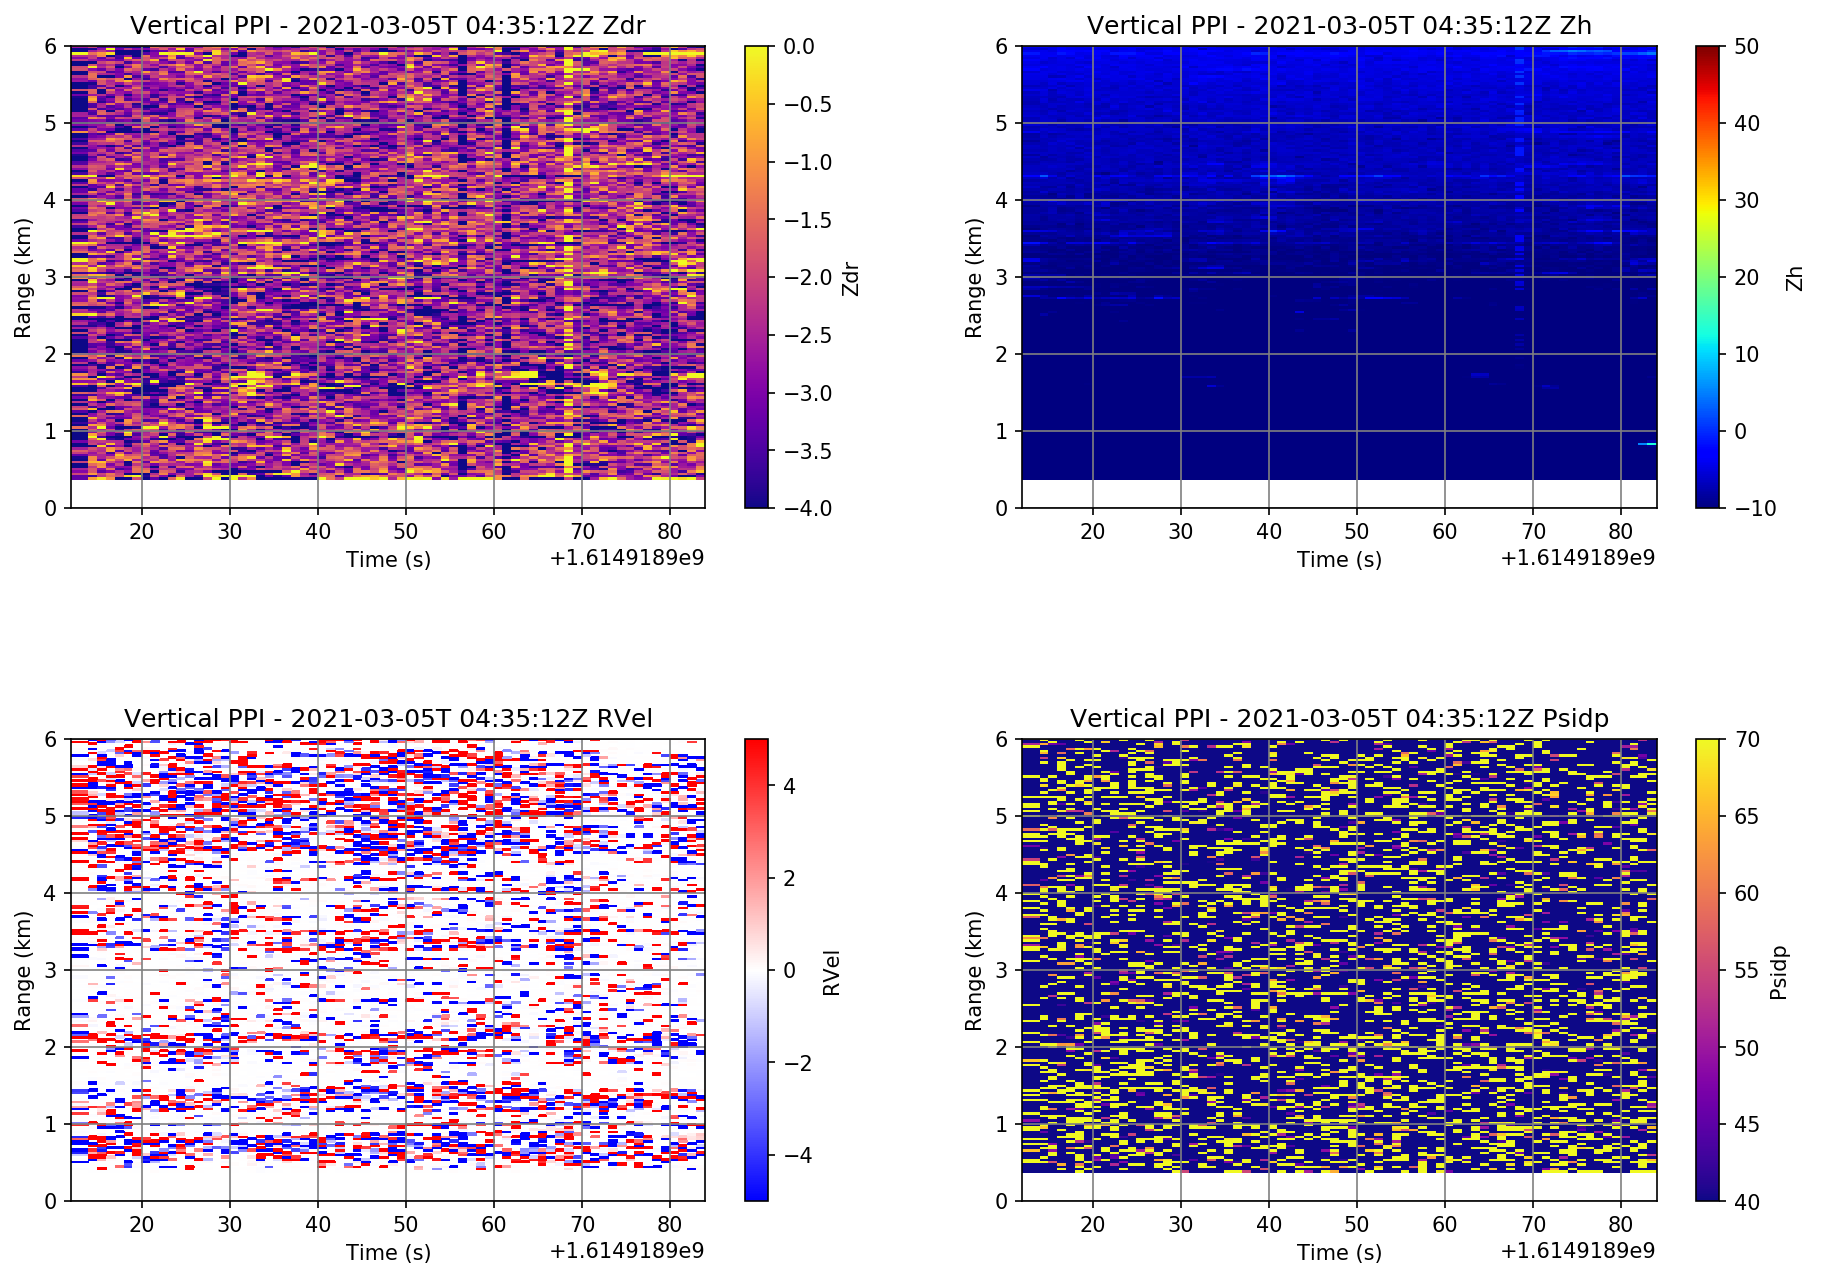 Vertical PPI - 2021-03-05T 04:35:12Z Zdr
6
5
4
3
2
1
0
Range (km)
20 30 40 50 60 70 80
Time (s)
+1.6149189e9
0.0
−0.5
−1.0
−1.5
−2.0
−2.5
−3.0
−3.5
−4.0
Zdr
Vertical PPI - 2021-03-05T 04:35:12Z Zh
6
5
4
3
2
1
0
Range (km)
20 30 40 50 60 70 80
Time (s)
+1.6149189e9
50
40
30
20
10
0
−10
Zh
Vertical PPI - 2021-03-05T 04:35:12Z RVel
6
5
4
3
2
1
0
Range (km)
20 30 40 50 60 70 80
Time (s)
+1.6149189e9
4
2
0
−2
−4
RVel
Vertical PPI - 2021-03-05T 04:35:12Z Psidp
6
5
4
3
2
1
0
Range (km)
20 30 40 50 60 70 80
Time (s)
+1.6149189e9
70
65
60
55
50
45
40
Psidp